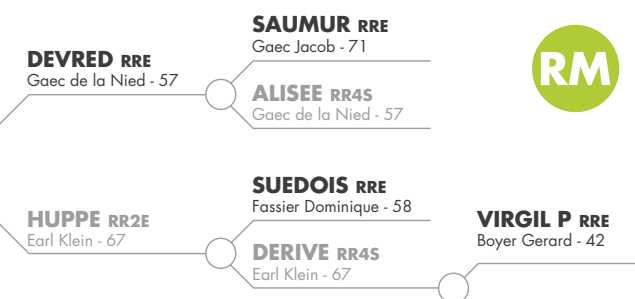 SAUMUR RRE
Gaec Jacob - 71
RM
DEVRED RRE
Gaec de la Nied - 57
ALISEE RR4S
Gaec de la Nied - 57
SUEDOIS RRE
Fassier Dominique - 58
HUPPE RR2E
Earl Klein - 67
VIRGIL P RRE
Boyer Gerard - 42
DERIVE RR4S
Earl Klein - 67